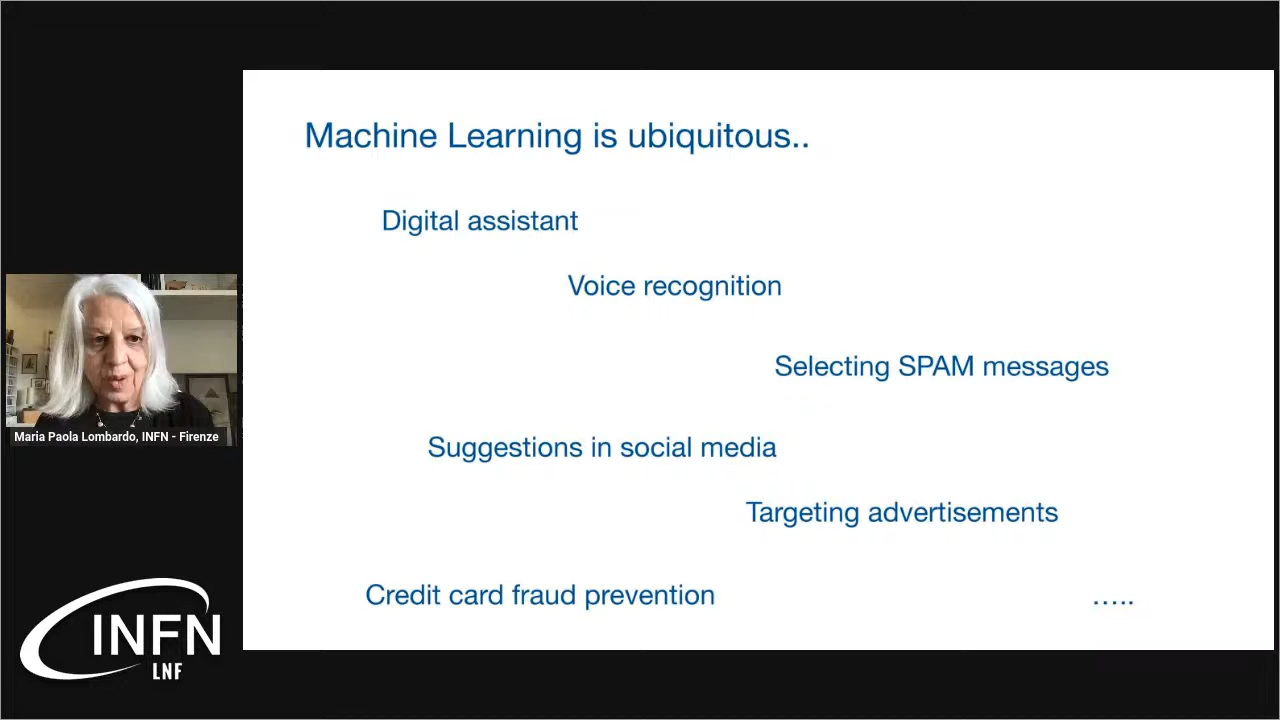 Machine Learning is ubiquitous..
Digital assistant
Voice recognition
Selecting SPAM messages
Suggestions in social media
Targeting advertisements
Credit card fraud prevention
.....
Maria Paola Lombardo, INFN - Firenze
INFN
LNF